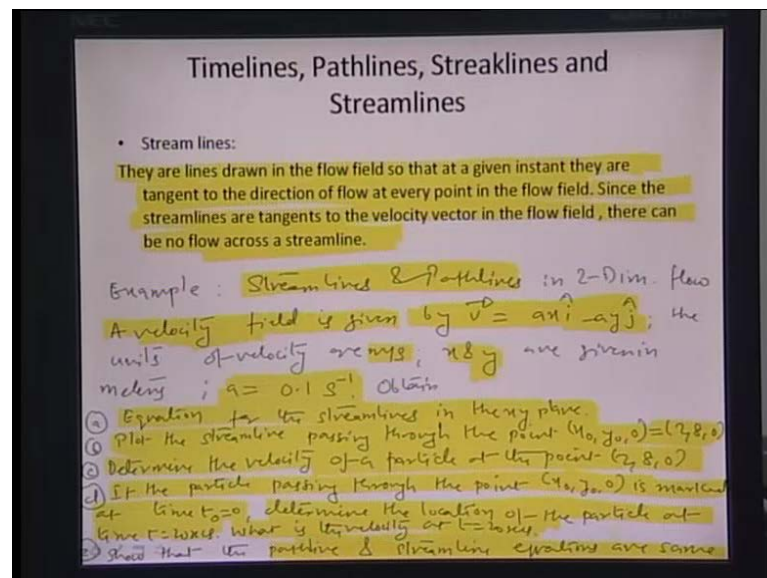 NEC
Timelines, Pathlines, Streaklines and
Streamlines
• Stream lines:
They are lines drawn in the flow field so that at a given instant they are
tangent to the direction of flow at every point in the flow field. Since the
streamlines are tangents to the velocity vector in the flow field , there can
be no flow across a streamline.
Example : Streamlines & Pathlines in 2-Dim. flow
A velocity field is given by v⃗ = axî - ayĵ ; the
units of velocity are m/s ; x & y are given in
meters ; a = 0.1 s⁻¹. Obtain
(a) Equation for the streamlines in the xy plane.
(b) Plot the streamline passing through the point (x₀, y₀, 0) = (2, 8, 0)
(c) Determine the velocity of a particle at the point (2, 8, 0)
(d) If the particle passing through the point (x₀, y₀, 0) is marked
at time t₀=0, determine the location of the particle at
time t=20 secs. What is the velocity at t=20 secs.
(e) Show that the pathline & streamline equations are same